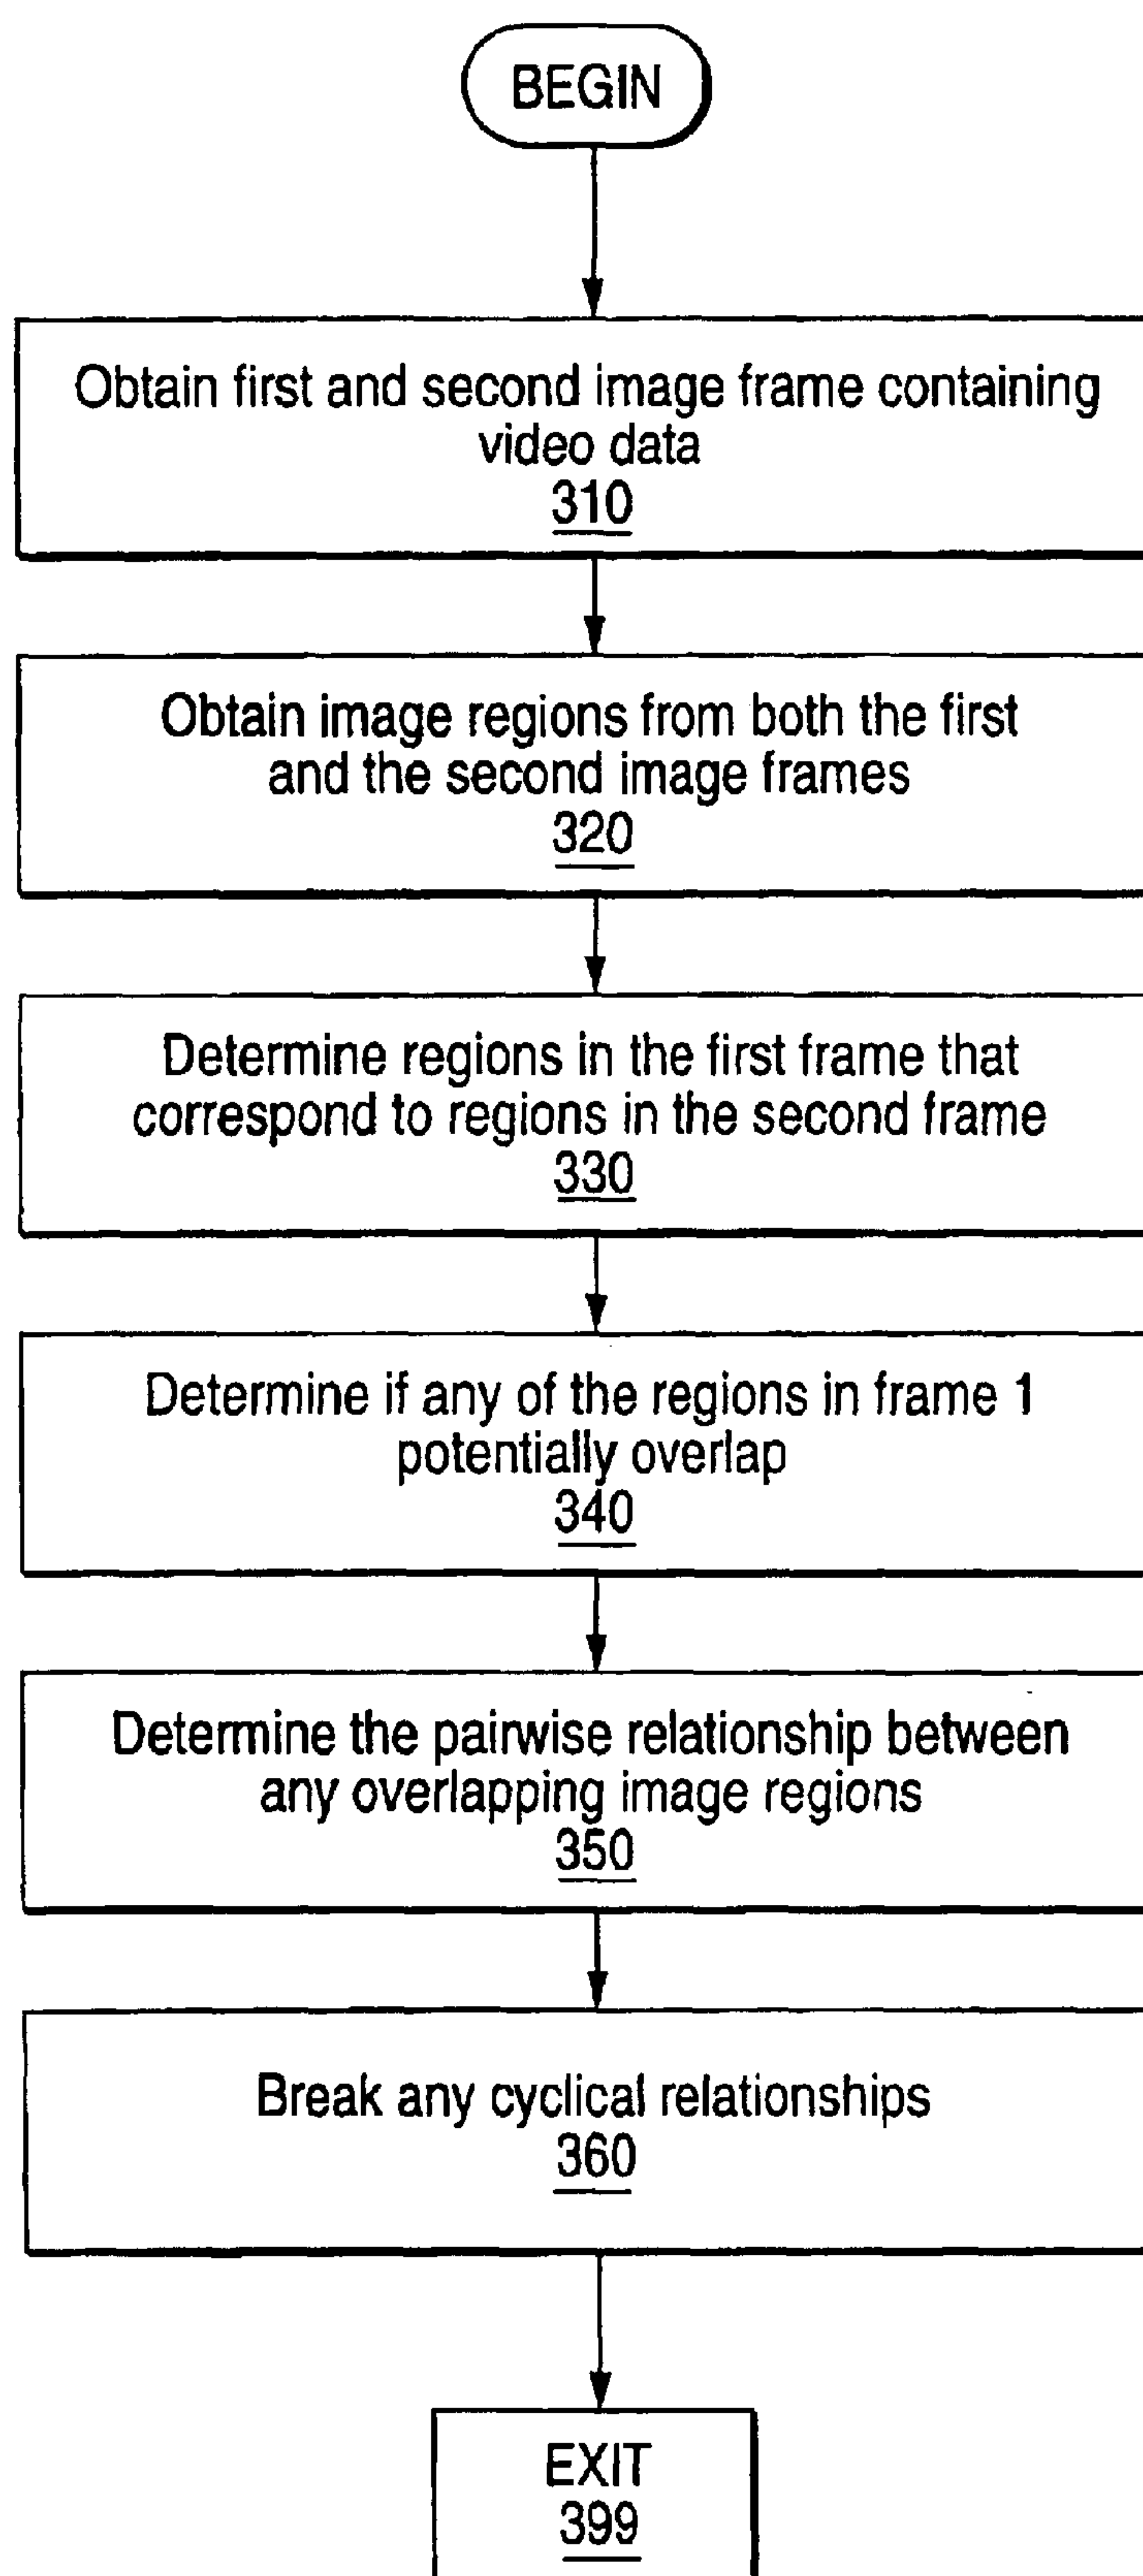 BEGIN
Obtain first and second image frame containing
video data
310
Obtain image regions from both the first
and the second image frames
320
Determine regions in the first frame that
correspond to regions in the second frame
330
Determine if any of the regions in frame 1
potentially overlap
340
Determine the pairwise relationship between
any overlapping image regions
350
Break any cyclical relationships
360
EXIT
399